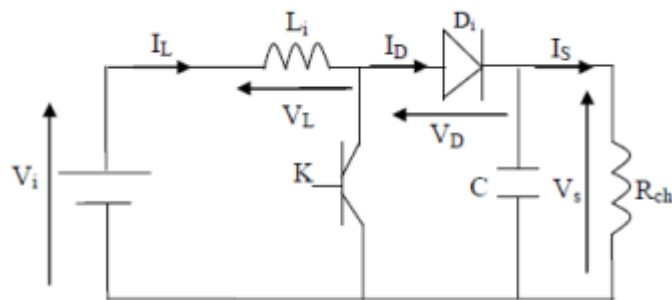 I_L L_i I_D D_i I_S
V_L V_D
V_i K C V_s R_ch